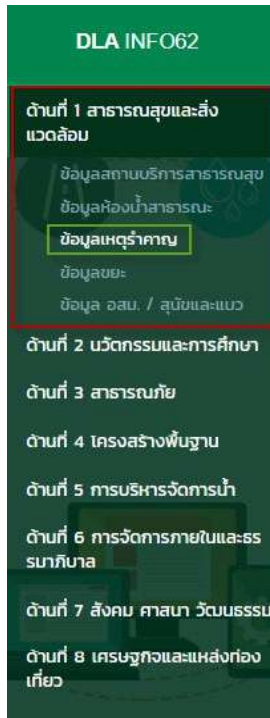 DLA INFO62
ด้านที่ 1 สาธารณสุขและสิ่ง
แวดล้อม
ข้อมูลสถานบริการสาธารณสุข
ข้อมูลห้องน้ำสาธารณะ
ข้อมูลเหตุรำคาญ
ข้อมูลขยะ
ข้อมูล อสม. / สุนัขและแมว
ด้านที่ 2 นวัตกรรมและการศึกษา
ด้านที่ 3 สาธารณภัย
ด้านที่ 4 โครงสร้างพื้นฐาน
ด้านที่ 5 การบริหารจัดการน้ำ
ด้านที่ 6 การจัดการภายในและธร
รมาภิบาล
ด้านที่ 7 สังคม ศาสนา วัฒนธรรม
ด้านที่ 8 เศรษฐกิจและแหล่งท่อง
เที่ยว